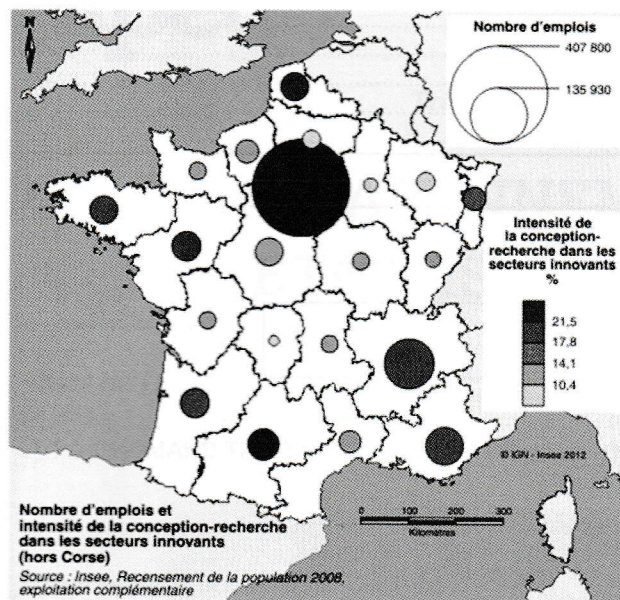 N
Nombre d'emplois
407 800
135 930
Intensité de
la conception-
recherche dans les
secteurs innovants
%
21,5
17,8
14,1
10,4
© IGN - Insee 2012
0 100 200 300
Kilomètres
Nombre d'emplois et
intensité de la conception-recherche
dans les secteurs innovants
(hors Corse)
Source : Insee, Recensement de la population 2008,
exploitation complémentaire